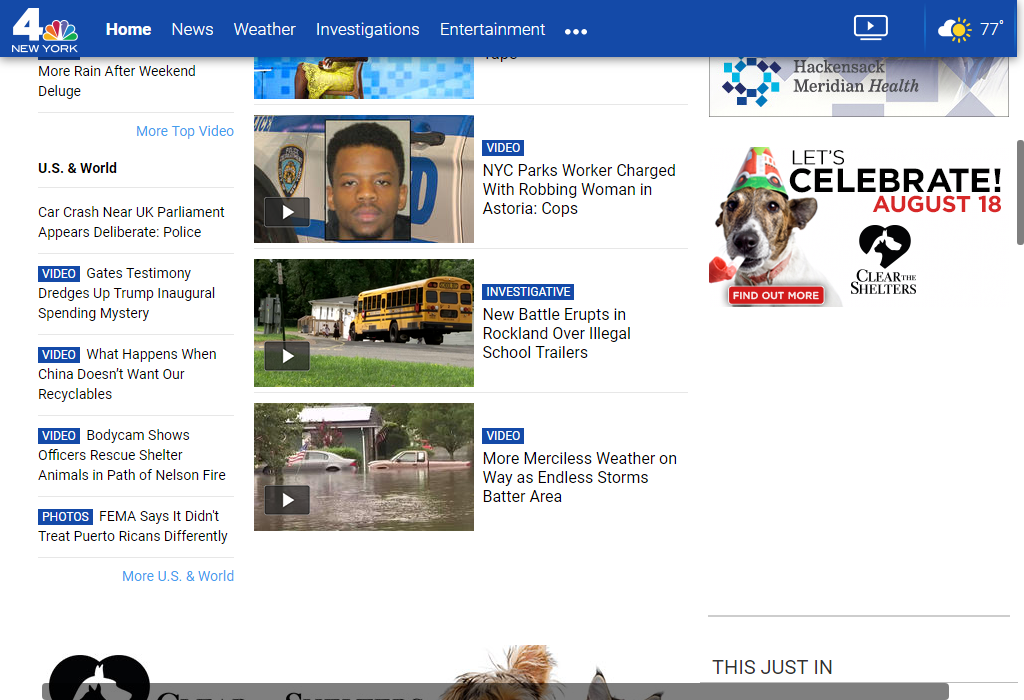 4
NEW YORK
Home News Weather Investigations Entertainment
77°
More Rain After Weekend
Deluge
More Top Video
U.S. & World
Car Crash Near UK Parliament
Appears Deliberate: Police
VIDEO Gates Testimony
Dredges Up Trump Inaugural
Spending Mystery
VIDEO What Happens When
China Doesn't Want Our
Recyclables
VIDEO Bodycam Shows
Officers Rescue Shelter
Animals in Path of Nelson Fire
PHOTOS FEMA Says It Didn't
Treat Puerto Ricans Differently
More U.S. & World
VIDEO
NYC Parks Worker Charged
With Robbing Woman in
Astoria: Cops
INVESTIGATIVE
New Battle Erupts in
Rockland Over Illegal
School Trailers
VIDEO
More Merciless Weather on
Way as Endless Storms
Batter Area
Hackensack
Meridian Health
LET'S
CELEBRATE!
AUGUST 18
CLEAR THE
SHELTERS
FIND OUT MORE
THIS JUST IN